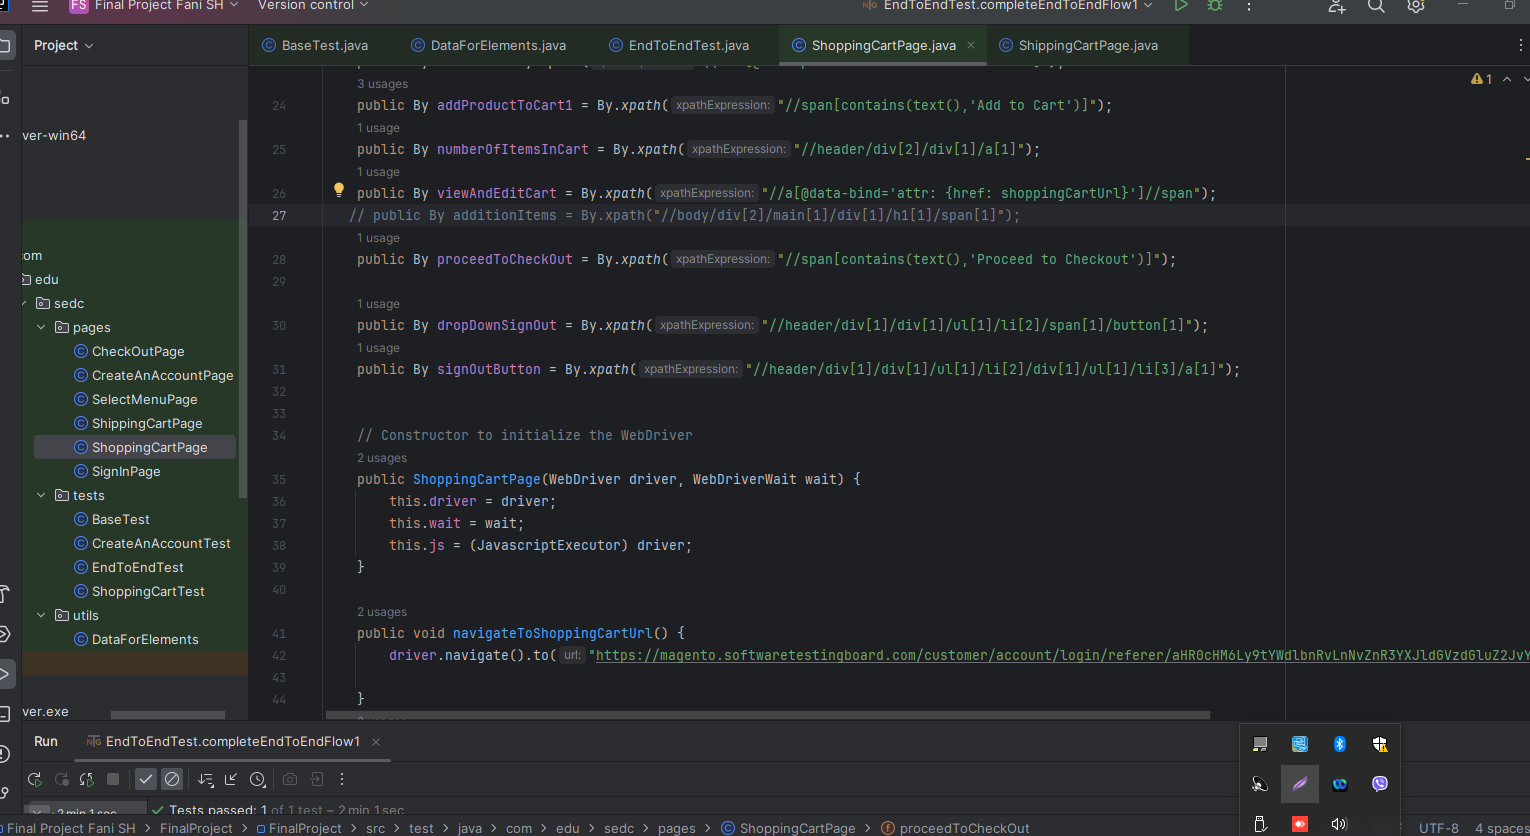 FS Final Project Fani SH Version control EndToEndTest.completeEndToEndFlow1
Project
BaseTest.java DataForElements.java EndToEndTest.java ShoppingCartPage.java ShippingCartPage.java
ver-win64
com
edu
sedc
pages
CheckOutPage
CreateAnAccountPage
SelectMenuPage
ShippingCartPage
ShoppingCartPage
SignInPage
tests
BaseTest
CreateAnAccountTest
EndToEndTest
ShoppingCartTest
utils
DataForElements
ver.exe
1
3 usages
24 public By addProductToCart1 = By.xpath( xpathExpression: "//span[contains(text(),'Add to Cart')]");
1 usage
25 public By numberOfItemsInCart = By.xpath( xpathExpression: "//header/div[2]/div[1]/a[1]");
1 usage
26 public By viewAndEditCart = By.xpath( xpathExpression: "//a[@data-bind='attr: {href: shoppingCartUrl}']//span");
27 // public By additionItems = By.xpath("//body/div[2]/main[1]/div[1]/h1[1]/span[1]");
1 usage
28 public By proceedToCheckOut = By.xpath( xpathExpression: "//span[contains(text(),'Proceed to Checkout')]");
29
1 usage
30 public By dropDownSignOut = By.xpath( xpathExpression: "//header/div[1]/div[1]/ul[1]/li[2]/span[1]/button[1]");
1 usage
31 public By signOutButton = By.xpath( xpathExpression: "//header/div[1]/div[1]/ul[1]/li[2]/div[1]/ul[1]/li[3]/a[1]");
32
33
34 // Constructor to initialize the WebDriver
2 usages
35 public ShoppingCartPage(WebDriver driver, WebDriverWait wait) {
36 this.driver = driver;
37 this.wait = wait;
38 this.js = (JavascriptExecutor) driver;
39 }
40
2 usages
41 public void navigateToShoppingCartUrl() {
42 driver.navigate().to( url: "https://magento.softwaretestingboard.com/customer/account/login/referer/aHR0cHM6Ly9tYWdlbnRvLnNvZnR3YXJldGVzdGluZ2JvY
43
44 }
Run EndToEndTest.completeEndToEndFlow1
2 min 1 sec Tests passed: 1 of 1 test – 2 min 1 sec
Final Project Fani SH > FinalProject > FinalProject > src > test > java > com > edu > sedc > pages > ShoppingCartPage > proceedToCheckOut UTF-8 4 spaces